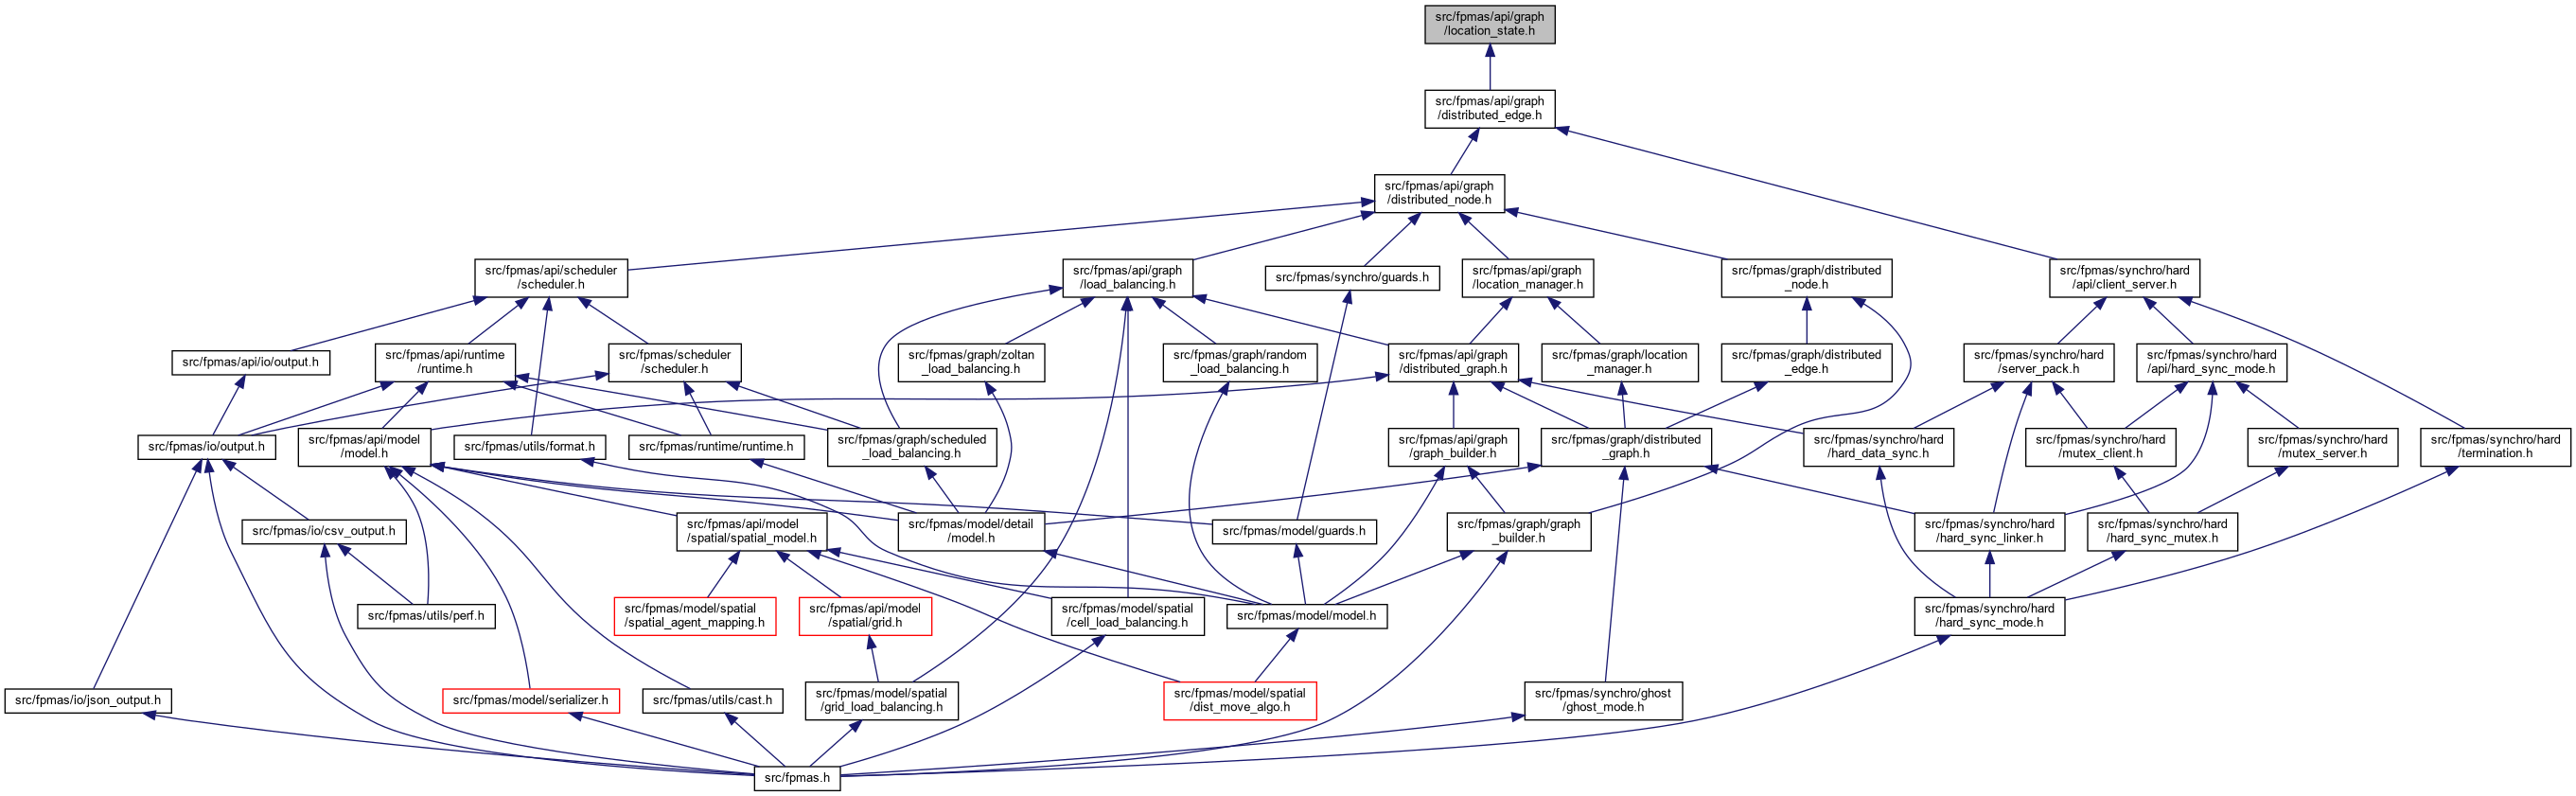 src/fpmas/api/graph
/location_state.h
src/fpmas/api/graph
/distributed_edge.h
src/fpmas/api/graph
/distributed_node.h
src/fpmas/api/scheduler
/scheduler.h
src/fpmas/api/graph
/load_balancing.h
src/fpmas/synchro/guards.h
src/fpmas/api/graph
/location_manager.h
src/fpmas/graph/distributed
_node.h
src/fpmas/synchro/hard
/api/client_server.h
src/fpmas/api/io/output.h
src/fpmas/api/runtime
/runtime.h
src/fpmas/scheduler
/scheduler.h
src/fpmas/graph/zoltan
_load_balancing.h
src/fpmas/graph/random
_load_balancing.h
src/fpmas/api/graph
/distributed_graph.h
src/fpmas/graph/location
_manager.h
src/fpmas/graph/distributed
_edge.h
src/fpmas/synchro/hard
/server_pack.h
src/fpmas/synchro/hard
/api/hard_sync_mode.h
src/fpmas/io/output.h
src/fpmas/api/model
/model.h
src/fpmas/utils/format.h
src/fpmas/runtime/runtime.h
src/fpmas/graph/scheduled
_load_balancing.h
src/fpmas/api/graph
/graph_builder.h
src/fpmas/graph/distributed
_graph.h
src/fpmas/synchro/hard
/hard_data_sync.h
src/fpmas/synchro/hard
/mutex_client.h
src/fpmas/synchro/hard
/mutex_server.h
src/fpmas/synchro/hard
/termination.h
src/fpmas/io/csv_output.h
src/fpmas/api/model
/spatial/spatial_model.h
src/fpmas/model/detail
/model.h
src/fpmas/model/guards.h
src/fpmas/graph/graph
_builder.h
src/fpmas/synchro/hard
/hard_sync_linker.h
src/fpmas/synchro/hard
/hard_sync_mutex.h
src/fpmas/utils/perf.h
src/fpmas/model/spatial
/spatial_agent_mapping.h
src/fpmas/api/model
/spatial/grid.h
src/fpmas/model/spatial
/cell_load_balancing.h
src/fpmas/model/model.h
src/fpmas/synchro/hard
/hard_sync_mode.h
src/fpmas/io/json_output.h
src/fpmas/model/serializer.h
src/fpmas/utils/cast.h
src/fpmas/model/spatial
/grid_load_balancing.h
src/fpmas/model/spatial
/dist_move_algo.h
src/fpmas/synchro/ghost
/ghost_mode.h
src/fpmas.h